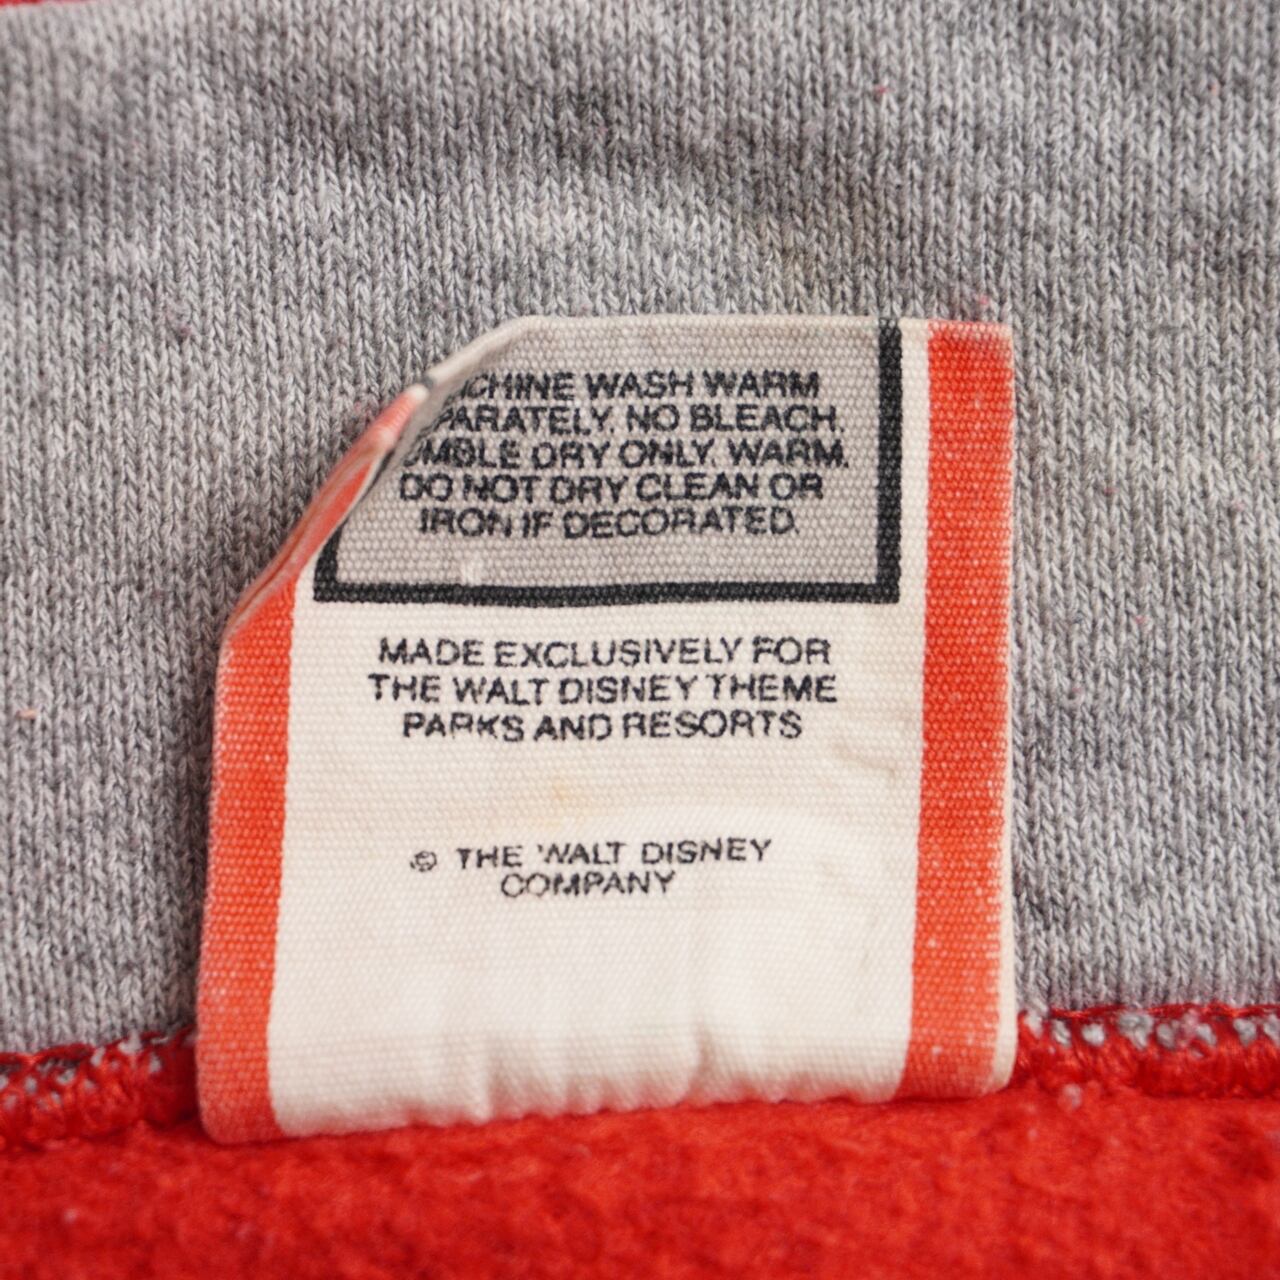 CHINE WASH WARM
PARATELY. NO BLEACH.
UMBLE DRY ONLY, WARM.
DO NOT DRY CLEAN OR
IRON IF DECORATED.
MADE EXCLUSIVELY FOR
THE WALT DISNEY THEME
PARKS AND RESORTS
© THE WALT DISNEY
COMPANY